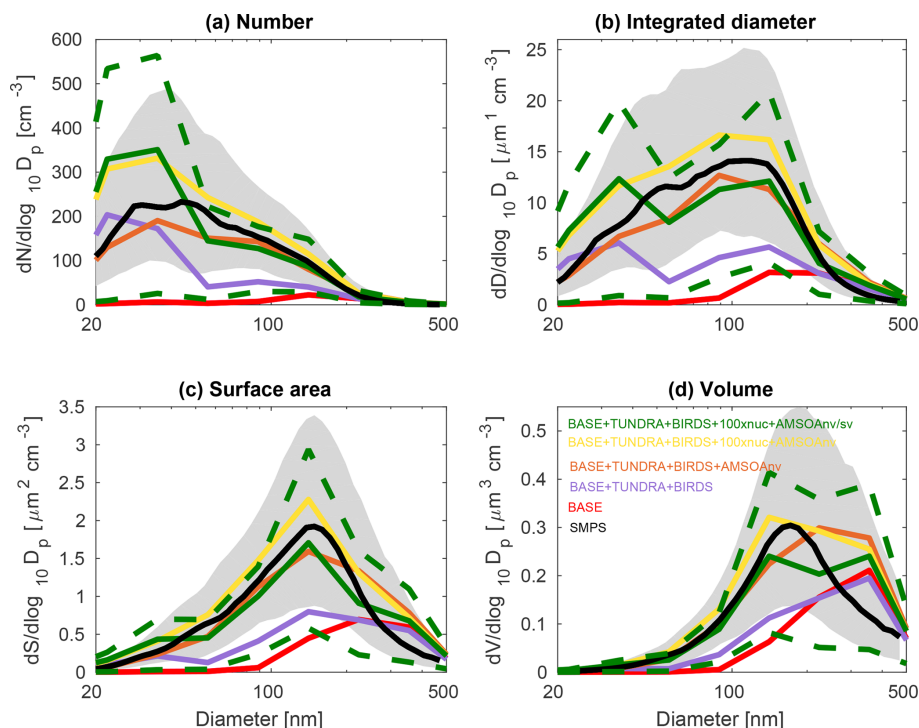 (a) Number
600
500
400
300
200
100
0
20
100
500
dN/dlog 10 Dp [cm -3]
(b) Integrated diameter
25
20
15
10
5
0
20
100
500
dD/dlog 10 Dp [ μm 1 cm -3]
(c) Surface area
3.5
3
2.5
2
1.5
1
0.5
0
20
100
500
dS/dlog 10 Dp [ μm 2 cm -3]
Diameter [nm]
(d) Volume
0.5
0.4
0.3
0.2
0.1
0
20
100
500
dV/dlog 10 Dp [ μm 3 cm -3]
Diameter [nm]
BASE+TUNDRA+BIRDS+100xnuc+AMSOAnv/sv
BASE+TUNDRA+BIRDS+100xnuc+AMSOAnv
BASE+TUNDRA+BIRDS+AMSOAnv
BASE+TUNDRA+BIRDS
BASE
SMPS